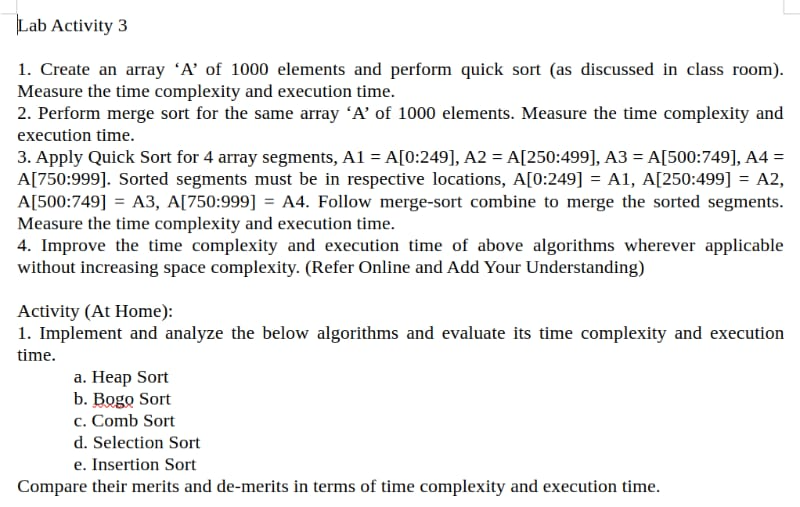 Lab Activity 3
1. Create an array ‘A’ of 1000 elements and perform quick sort (as discussed in class room).
Measure the time complexity and execution time.
2. Perform merge sort for the same array ‘A’ of 1000 elements. Measure the time complexity and
execution time.
3. Apply Quick Sort for 4 array segments, A1 = A[0:249], A2 = A[250:499], A3 = A[500:749], A4 =
A[750:999]. Sorted segments must be in respective locations, A[0:249] = A1, A[250:499] = A2,
A[500:749] = A3, A[750:999] = A4. Follow merge-sort combine to merge the sorted segments.
Measure the time complexity and execution time.
4. Improve the time complexity and execution time of above algorithms wherever applicable
without increasing space complexity. (Refer Online and Add Your Understanding)
Activity (At Home):
1. Implement and analyze the below algorithms and evaluate its time complexity and execution
time.
a. Heap Sort
b. Bogo Sort
c. Comb Sort
d. Selection Sort
e. Insertion Sort
Compare their merits and de-merits in terms of time complexity and execution time.